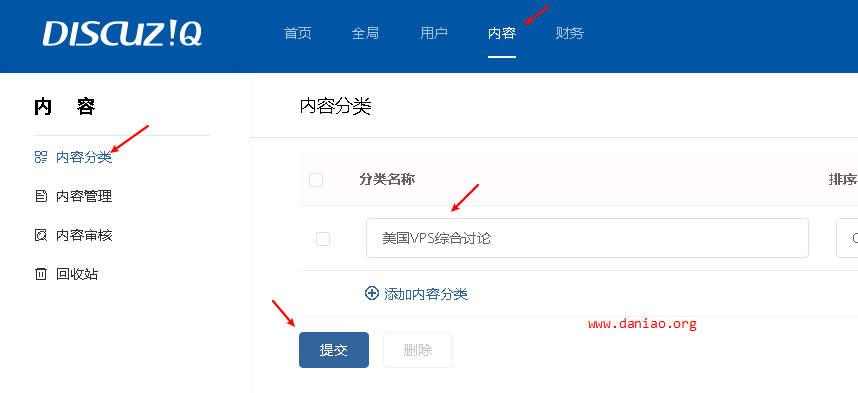 DISCUZ!Q
首页 全局 用户 内容 财务
内 容
内容分类
内容管理
内容审核
回收站
内容分类
分类名称 排序
美国VPS综合讨论
添加内容分类
www.daniao.org
提交 删除